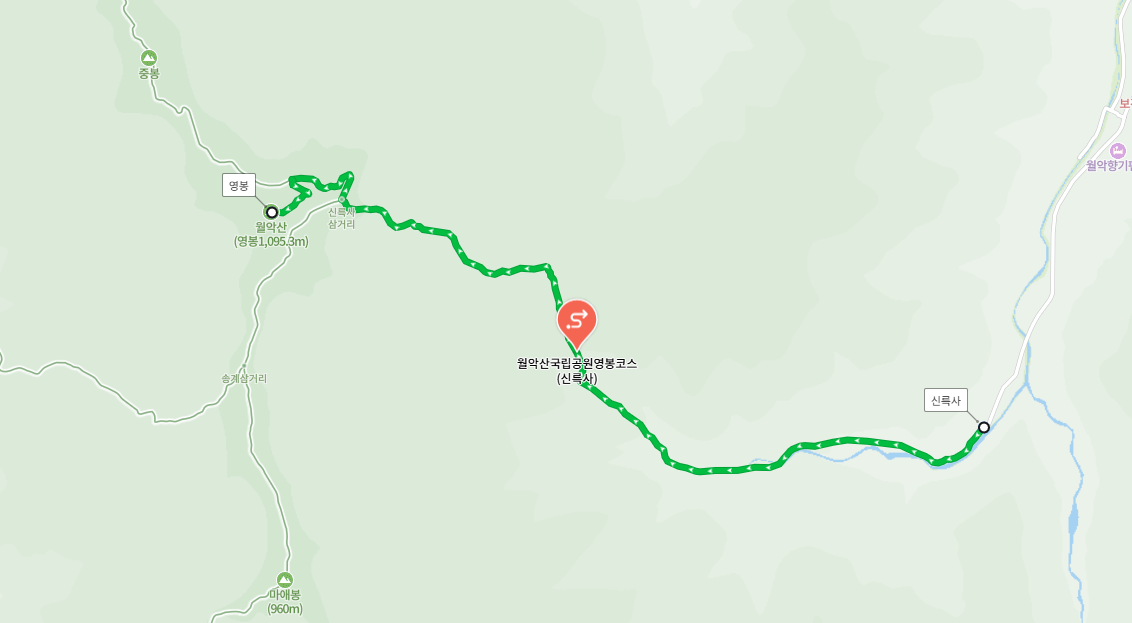 중봉
보
월악향기펜
영봉
신륵사
삼거리
월악산
(영봉1,095.3m)
월악산국립공원영봉코스
(신륵사)
송계삼거리
신륵사
마애봉
(960m)